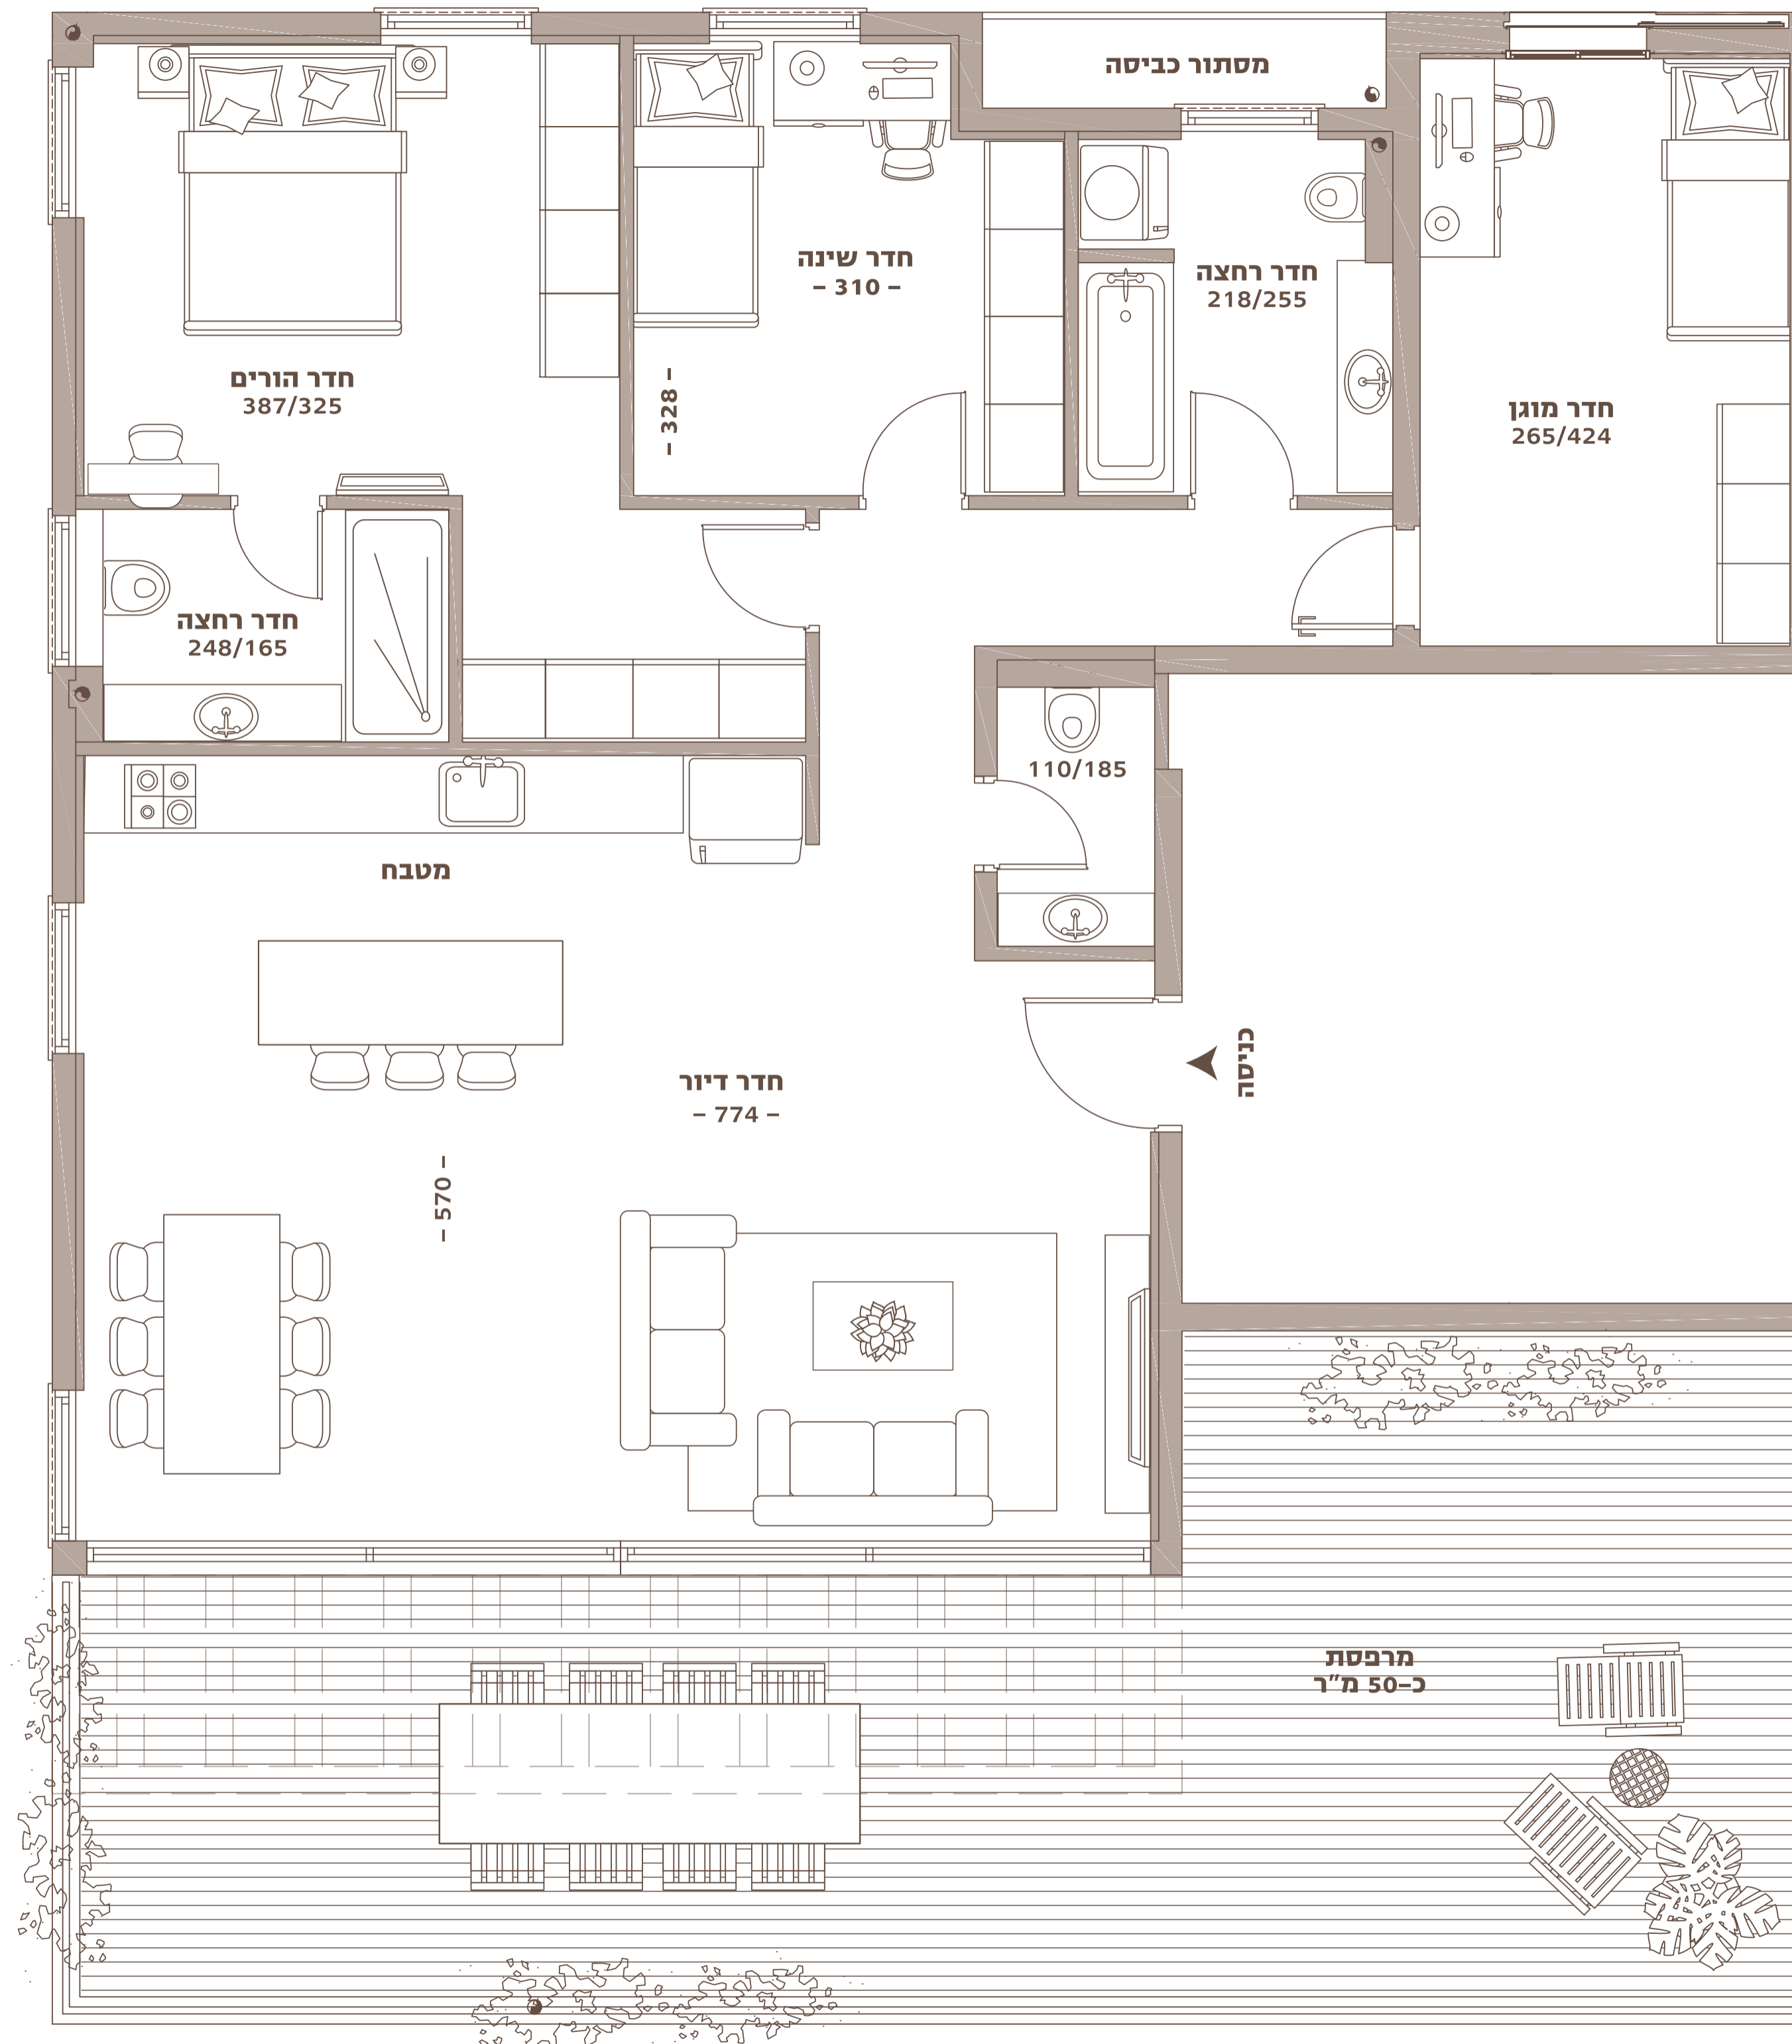 מסתור כביסה
חדר שינה
– 310 –
– 328 –
חדר רחצה
218/255
חדר הורים
387/325
חדר מוגן
265/424
חדר רחצה
248/165
110/185
מטבח
כניסה
חדר דיור
– 774 –
– 570 –
מרפסת
כ–50 מ״ר